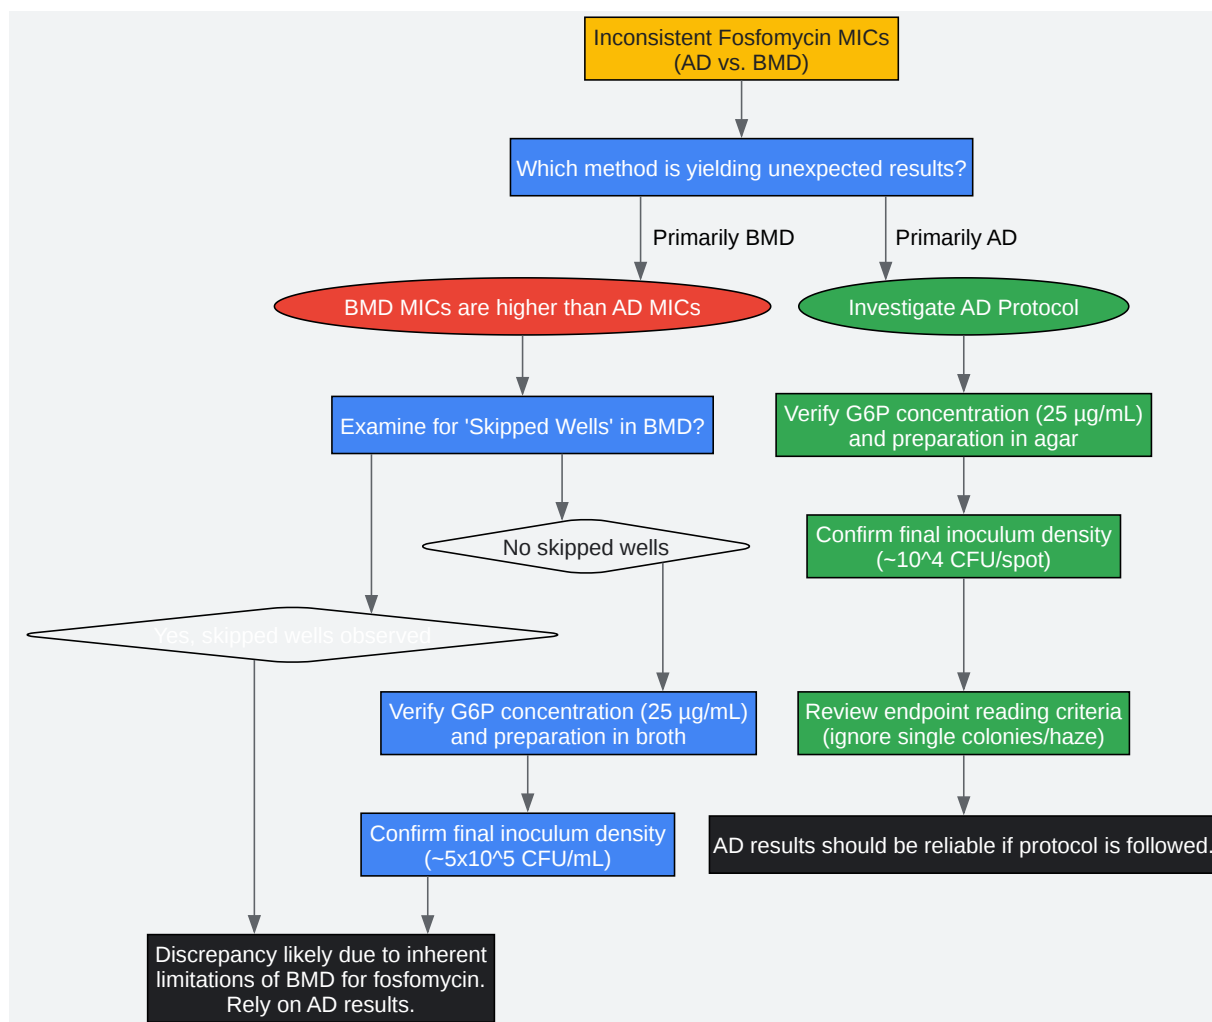 Inconsistent Fosfomycin MICs
(AD vs. BMD)
Which method is yielding unexpected results?
Primarily BMD
Primarily AD
BMD MICs are higher than AD MICs
Investigate AD Protocol
Examine for 'Skipped Wells' in BMD?
Verify G6P concentration (25 µg/mL)
and preparation in agar
No skipped wells
Confirm final inoculum density
(~10^4 CFU/spot)
Yes, skipped wells observed
Verify G6P concentration (25 µg/mL)
and preparation in broth
Review endpoint reading criteria
(ignore single colonies/haze)
Confirm final inoculum density
(~5x10^5 CFU/mL)
AD results should be reliable if protocol is followed.
Discrepancy likely due to inherent
limitations of BMD for fosfomycin.
Rely on AD results.